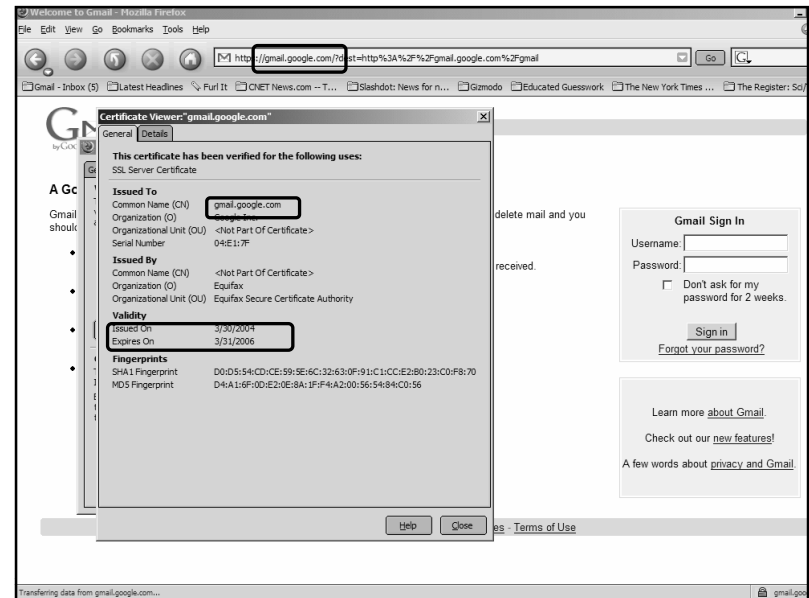 Welcome to Gmail - Mozilla Firefox
File Edit View Go Bookmarks Tools Help
http://gmail.google.com/?dest=http%3A%2F%2Fgmail.google.com%2Fgmail Go G
Gmail - Inbox (5) Latest Headlines Furl It CNET News.com -- T... Slashdot: News for n... Gizmodo Educated Guesswork The New York Times ... The Register: Sci/
Certificate Viewer:"gmail.google.com"
General Details
This certificate has been verified for the following uses:
SSL Server Certificate
Issued To
Common Name (CN) gmail.google.com
Organization (O) Google Inc.
Organizational Unit (OU) <Not Part Of Certificate>
Serial Number 04:E1:7F
Issued By
Common Name (CN) <Not Part Of Certificate>
Organization (O) Equifax
Organizational Unit (OU) Equifax Secure Certificate Authority
Validity
Issued On 3/30/2004
Expires On 3/31/2006
Fingerprints
SHA1 Fingerprint D0:D5:54:CD:CE:59:5E:6C:32:63:0F:91:C1:CC:E2:B0:23:C0:F8:70
MD5 Fingerprint D4:A1:6F:0D:E2:0E:8A:1F:F4:A2:00:56:54:84:C0:56
Help Close
A Go
Gmail
delete mail and you
received.
Gmail Sign In
Username:
Password:
Don't ask for my
password for 2 weeks.
Sign in
Forgot your password?
Learn more about Gmail.
Check out our new features!
A few words about privacy and Gmail.
es - Terms of Use
Transferring data from gmail.google.com... gmail.goo